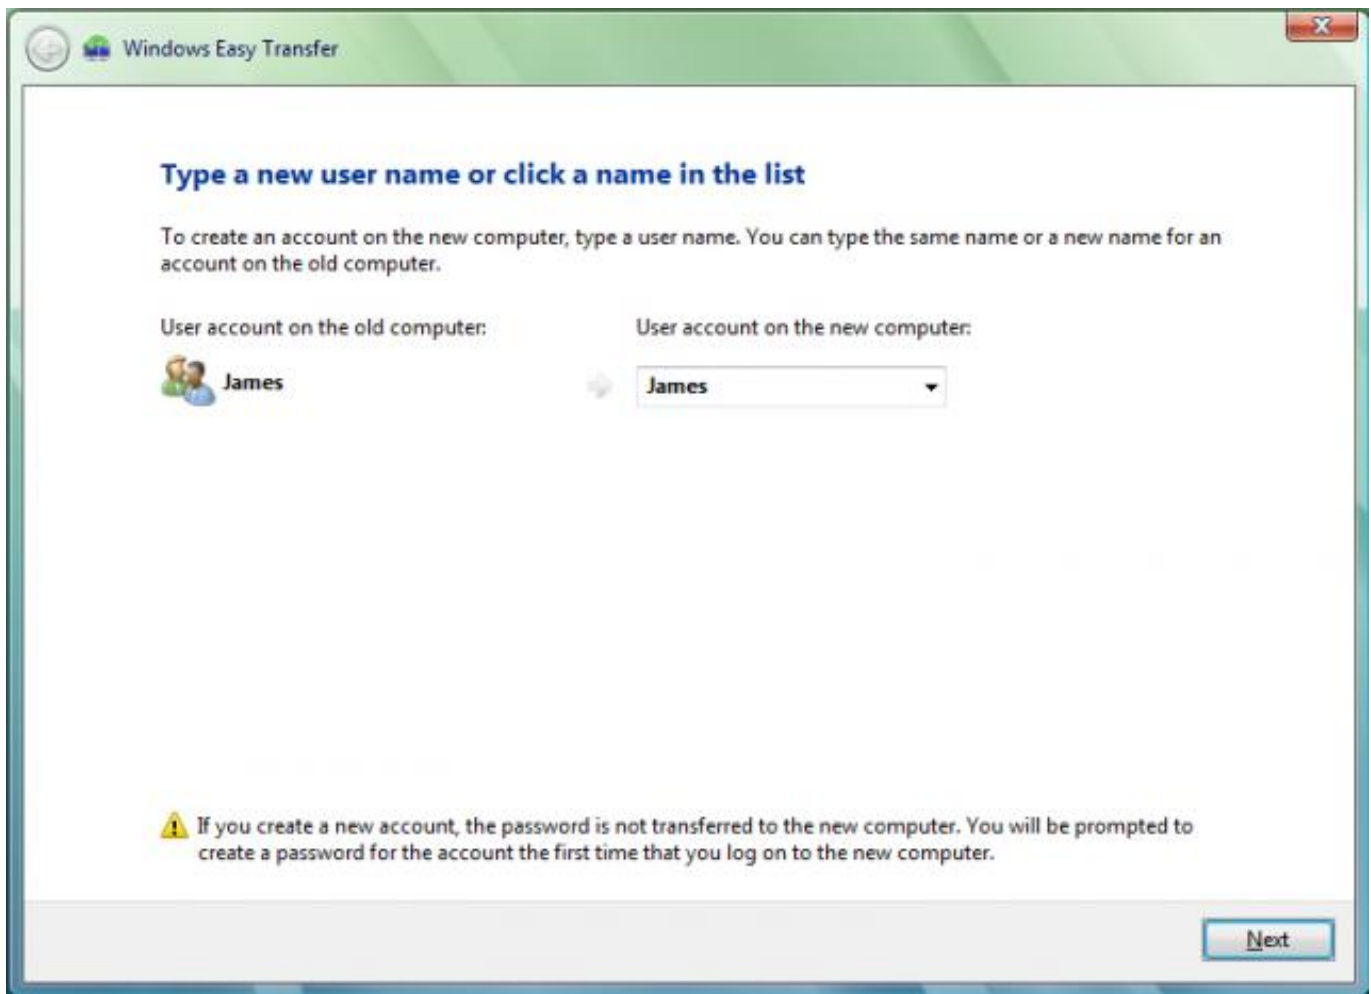 Windows Easy Transfer
Type a new user name or click a name in the list
To create an account on the new computer, type a user name. You can type the same name or a new name for an
account on the old computer.
User account on the old computer:
User account on the new computer:
James
James
If you create a new account, the password is not transferred to the new computer. You will be prompted to
create a password for the account the first time that you log on to the new computer.
Next